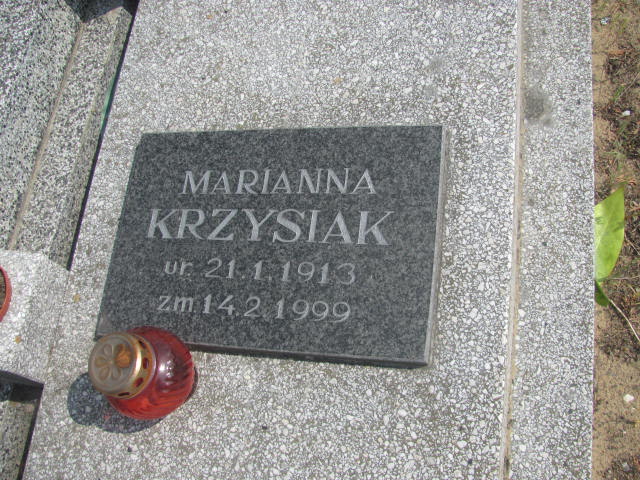 MARIANNA
KRZYSIAK
ur. 21.1.1913
zm 14.2.1999